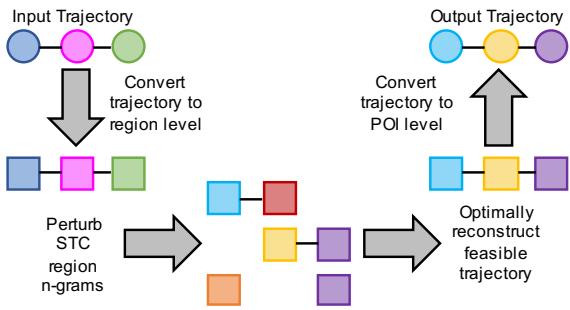 Input Trajectory
Output Trajectory
Convert
trajectory to
region level
Convert
trajectory to
POI level
Perturb
STC
region
n-grams
Optimally
reconstruct
feasible
trajectory